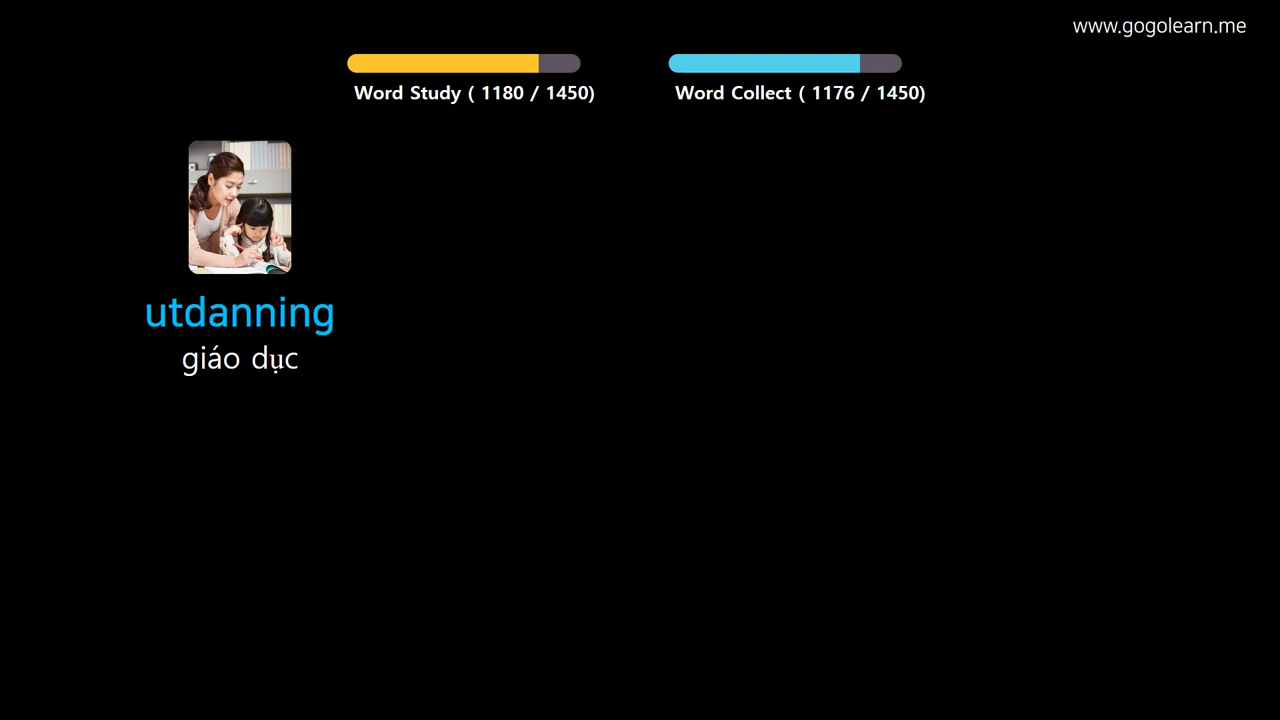 www.gogolearn.me
Word Study ( 1180 / 1450)
Word Collect ( 1176 / 1450)
utdanning
giáo dục